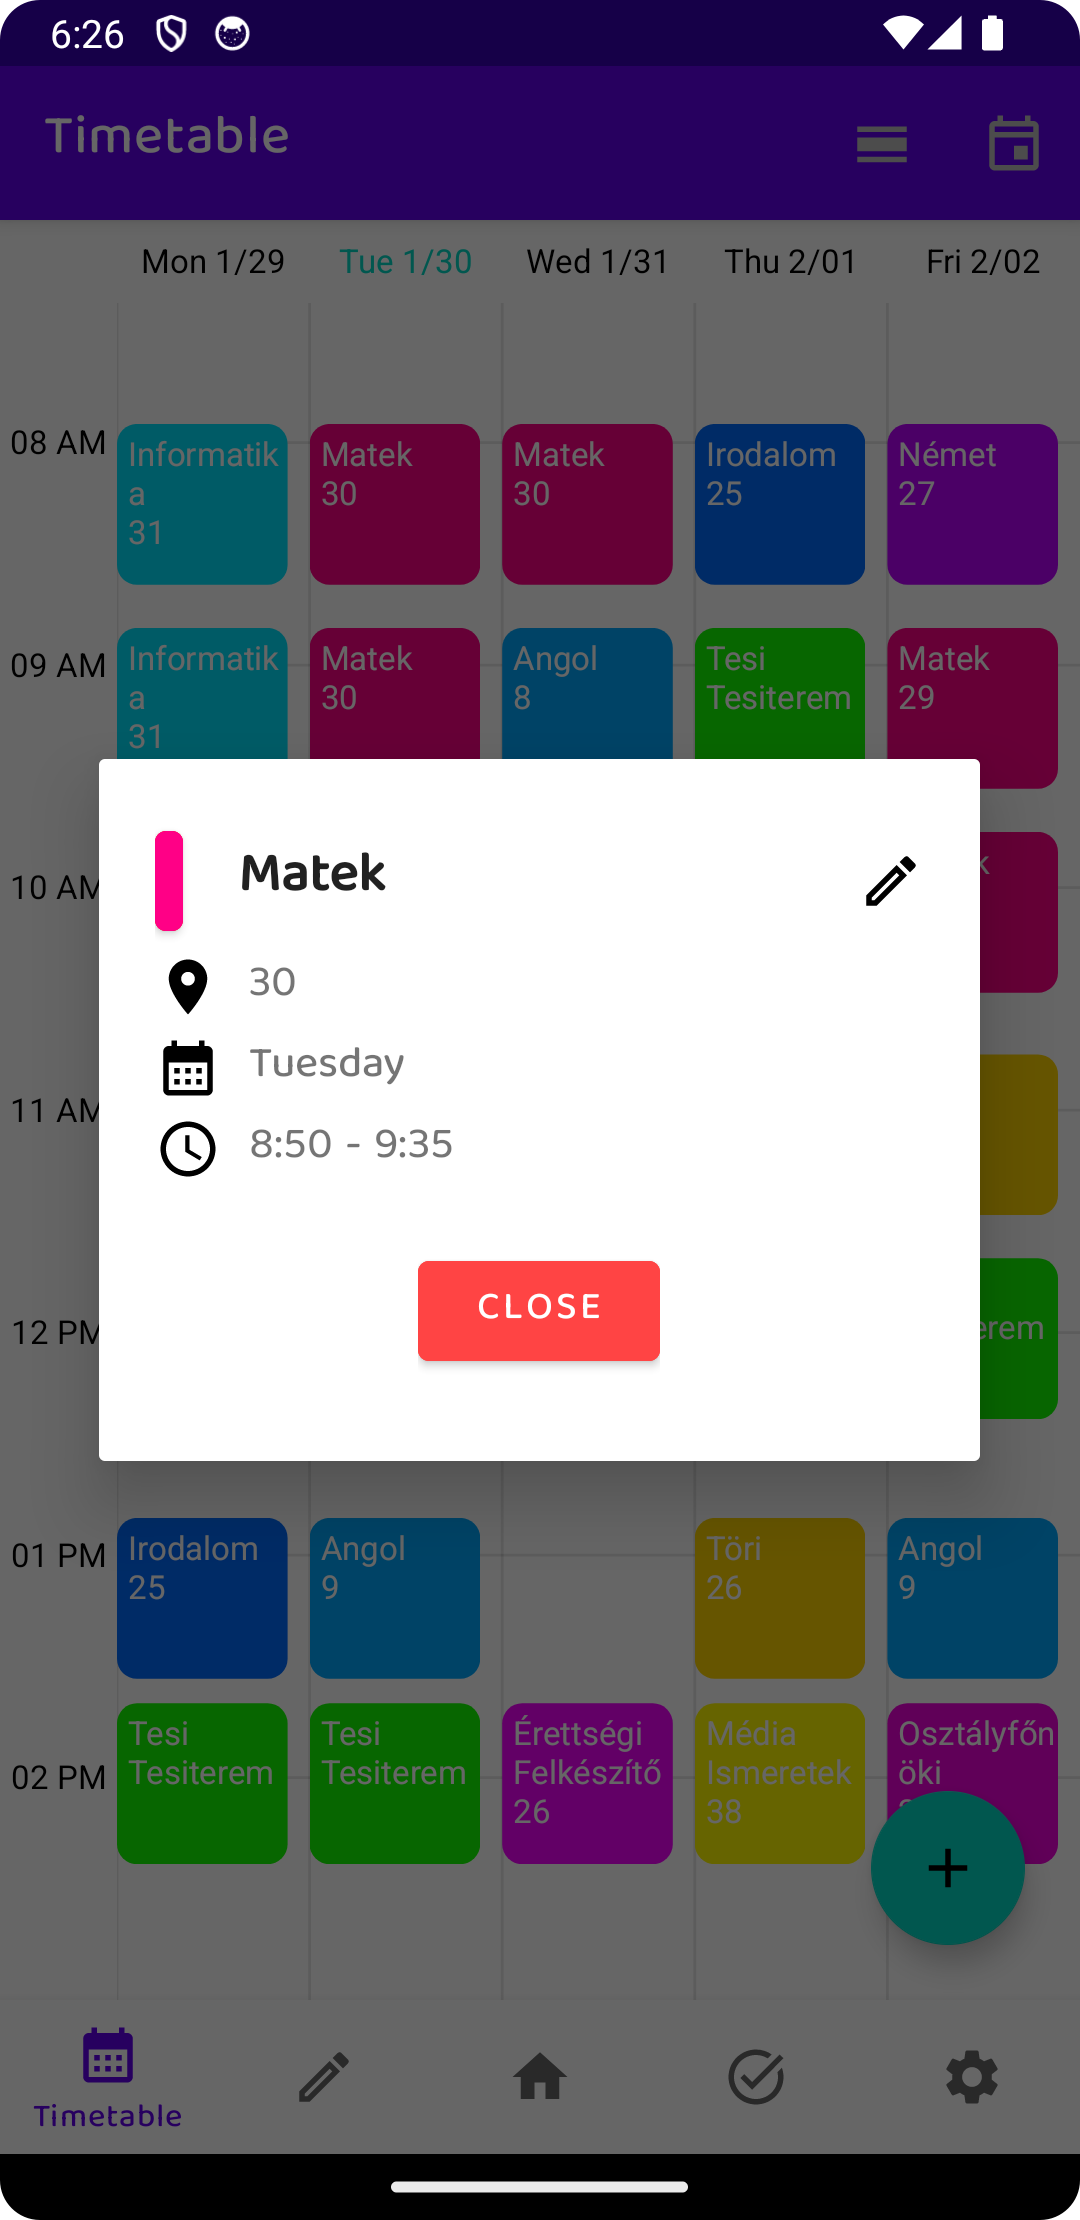 6:26
Timetable
Mon 1/29 Tue 1/30 Wed 1/31 Thu 2/01 Fri 2/02
08 AM
Informatik
a
31
Matek
30
Matek
30
Irodalom
25
Német
27
09 AM
Informatik
a
31
Matek
30
Angol
8
Tesi
Tesiterem
Matek
29
10 AM
k
11 AM
12 PM
erem
Matek
30
Tuesday
8:50 - 9:35
CLOSE
01 PM
Irodalom
25
Angol
9
Töri
26
Angol
9
02 PM
Tesi
Tesiterem
Tesi
Tesiterem
Érettségi
Felkészítő
26
Média
Ismeretek
38
Osztályfőn
öki
Timetable